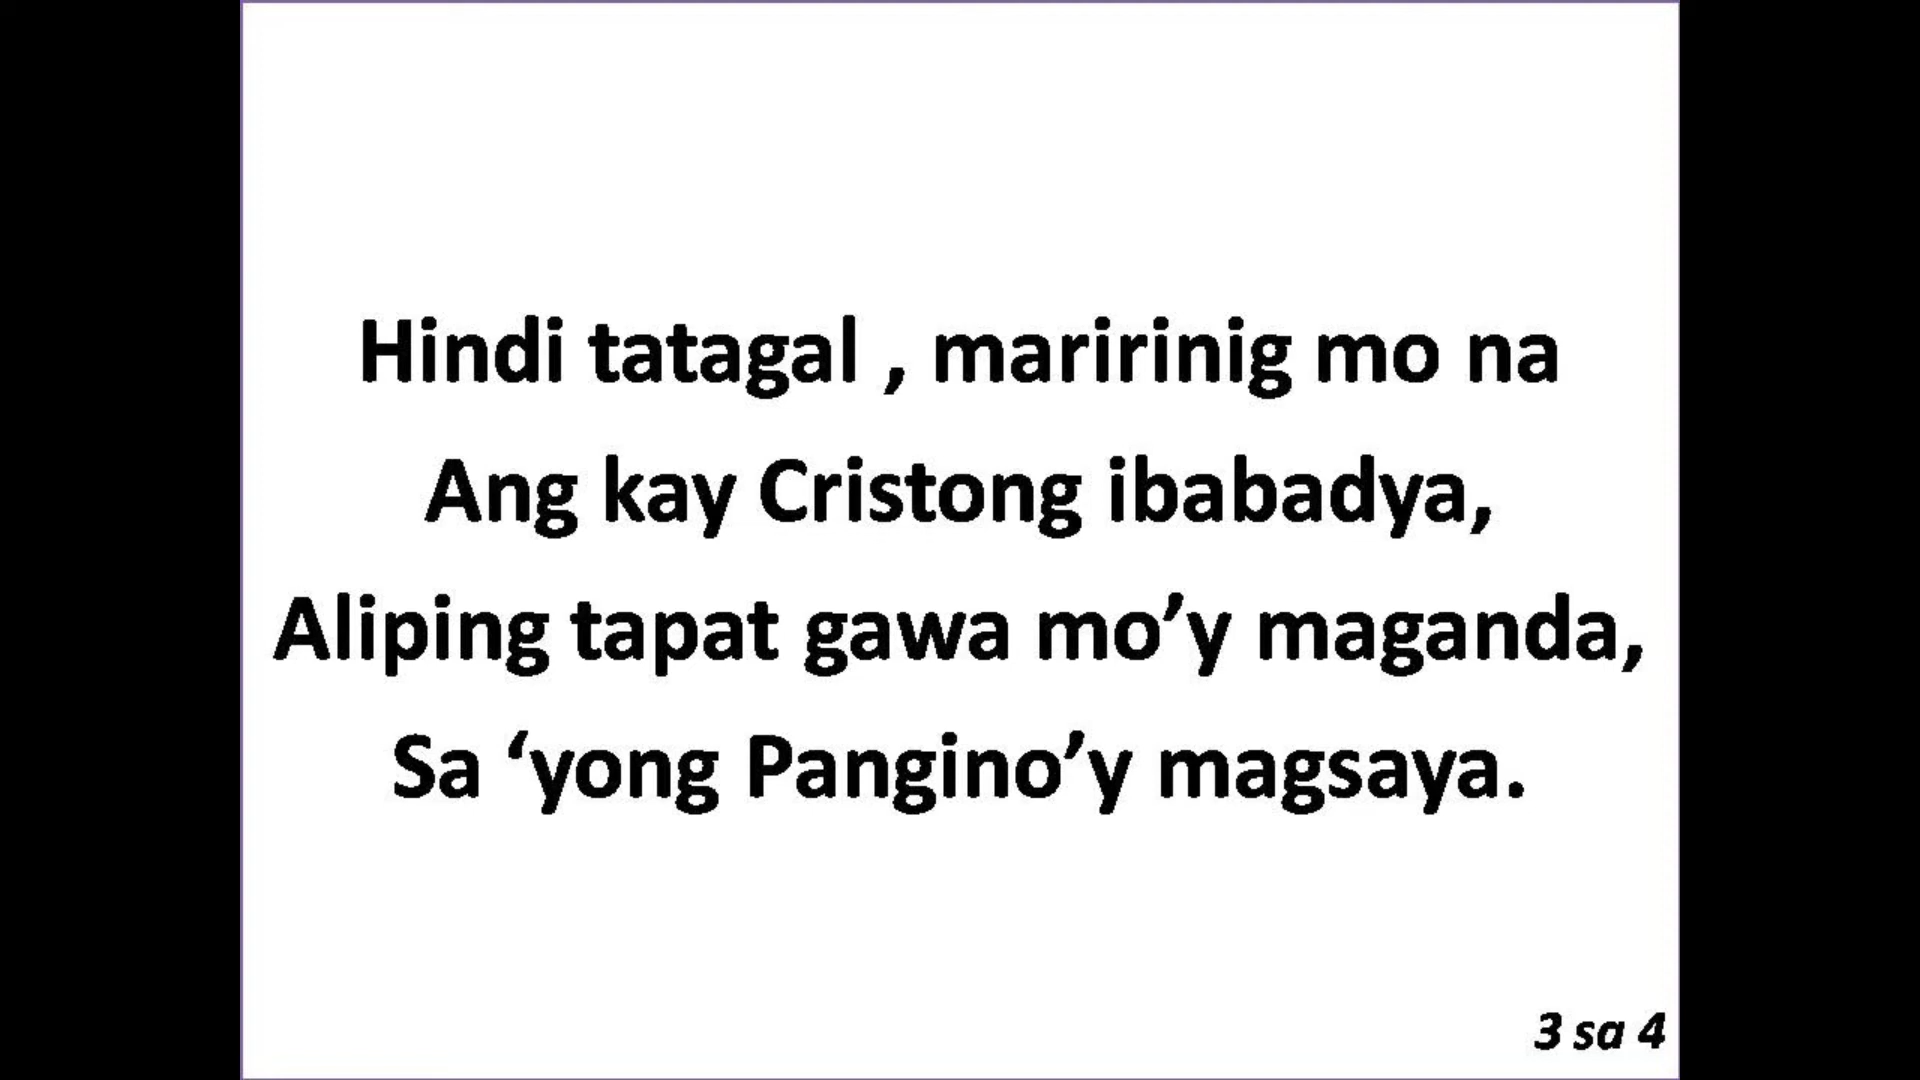 Hindi tatagal , maririnig mo na
Ang kay Cristong ibabadya,
Aliping tapat gawa mo’y maganda,
Sa ‘yong Pangino’y magsaya.
3 sa 4